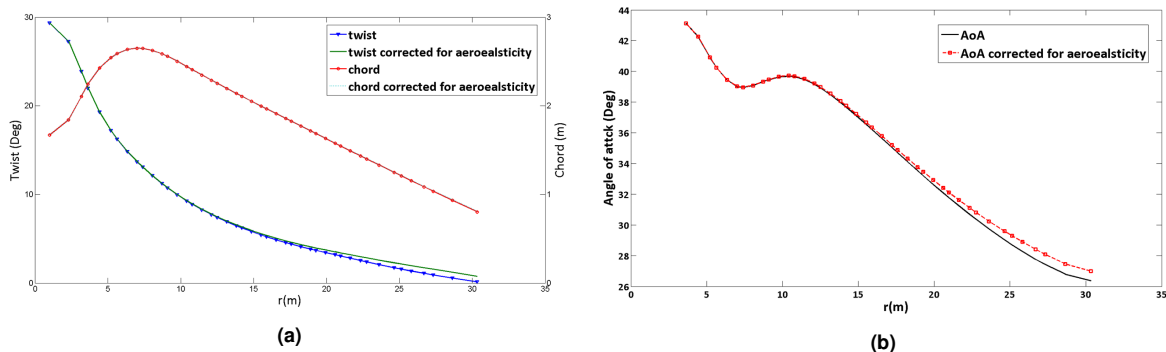 30
20
10
0
0
5
10
15
20
25
30
35
3
2
1
0
Twist (Deg)
Chord (m)
r(m)
twist
twist corrected for aeroealsticity
chord
chord corrected for aeroealsticity
(a)
44
42
40
38
36
34
32
30
28
26
0
5
10
15
20
25
30
35
Angle of attck (Deg)
r(m)
AoA
AoA corrected for aeroealsticity
(b)